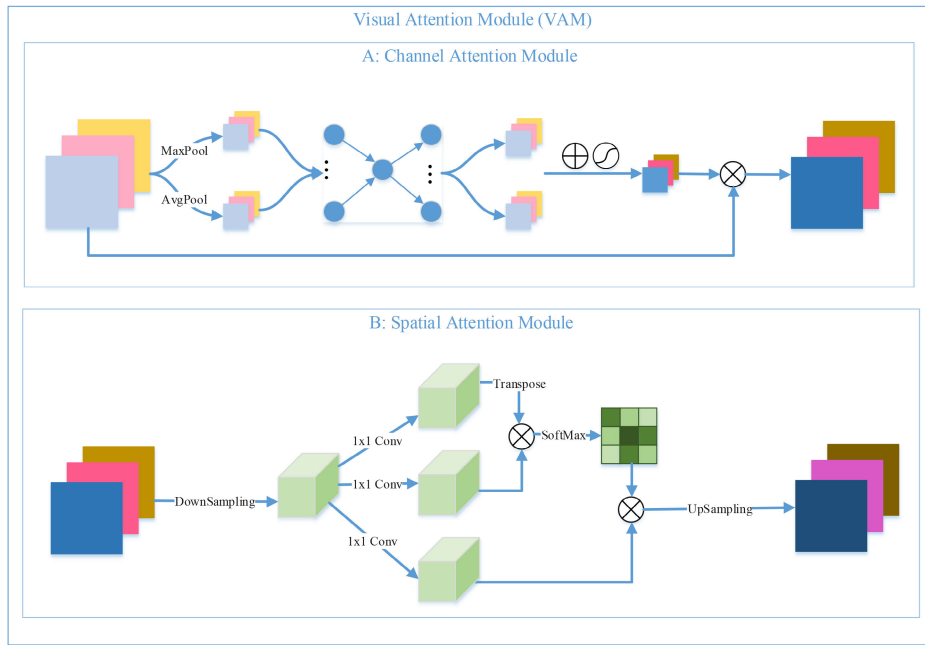 Visual Attention Module (VAM)
A: Channel Attention Module
MaxPool
AvgPool
B: Spatial Attention Module
Transpose
1x1 Conv
SoftMax
1x1 Conv
DownSampling
UpSampling
1x1 Conv